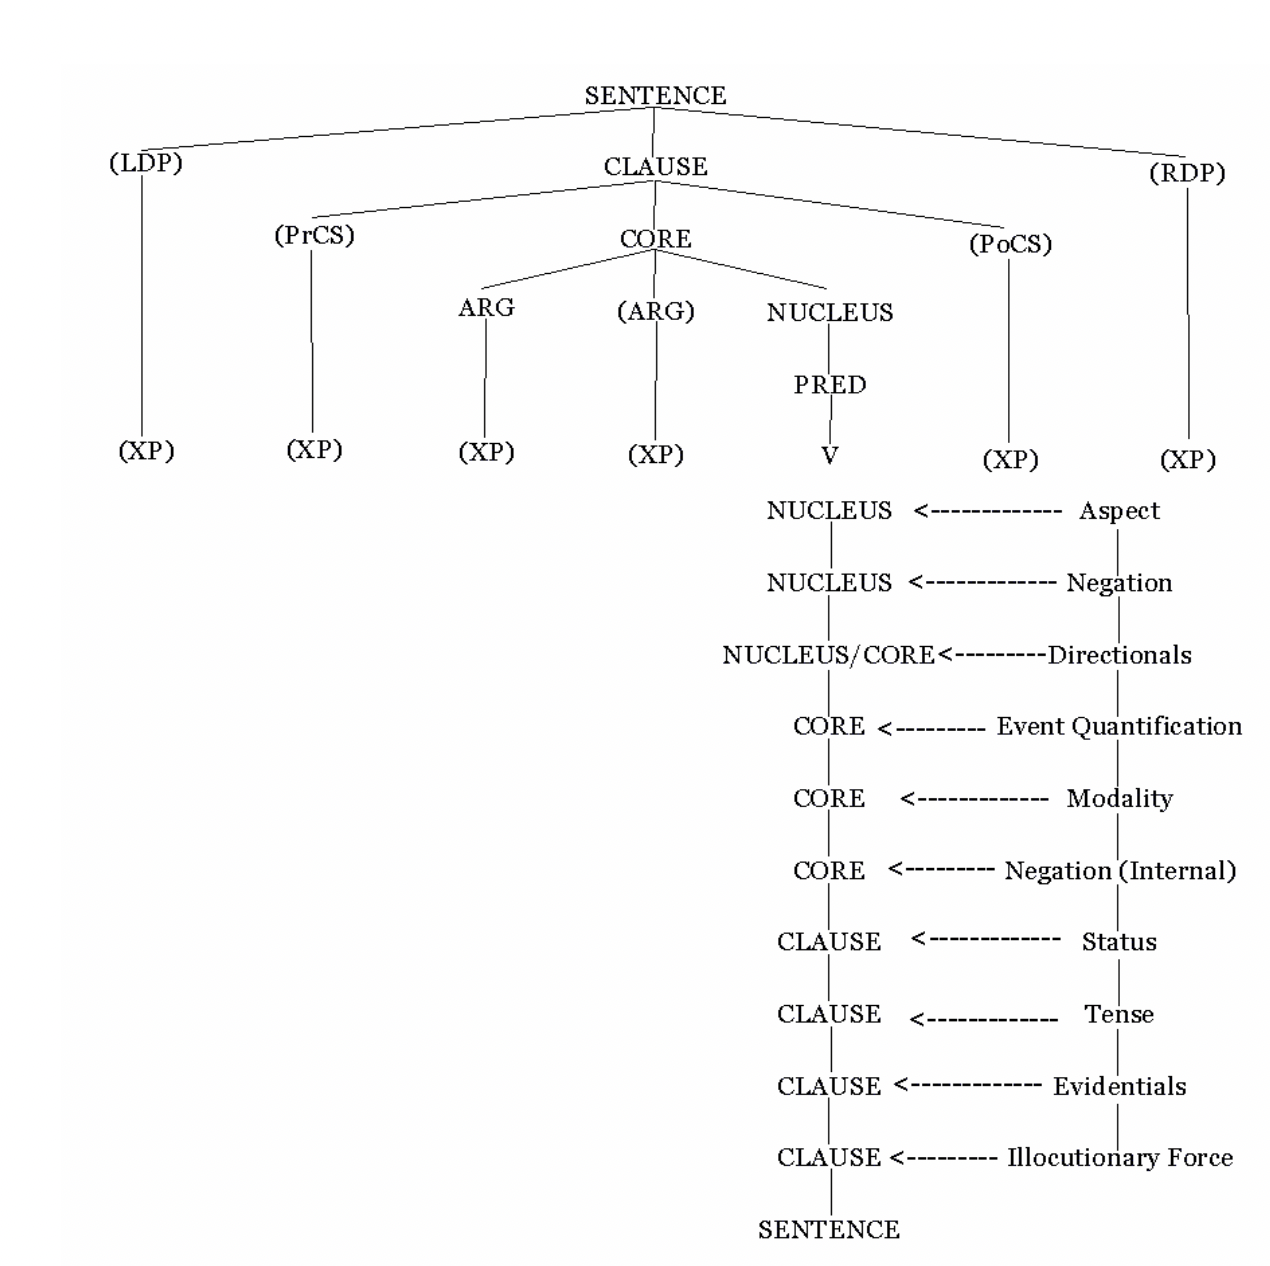 SENTENCE
(LDP) CLAUSE (RDP)
(PrCS) CORE (PoCS)
ARG (ARG) NUCLEUS
PRED
(XP) (XP) (XP) (XP) V (XP) (XP)
NUCLEUS <------------- Aspect
NUCLEUS <------------- Negation
NUCLEUS/CORE<---------Directionals
CORE <--------- Event Quantification
CORE <------------- Modality
CORE <--------- Negation (Internal)
CLAUSE <------------- Status
CLAUSE <------------- Tense
CLAUSE <------------- Evidentials
CLAUSE <--------- Illocutionary Force
SENTENCE